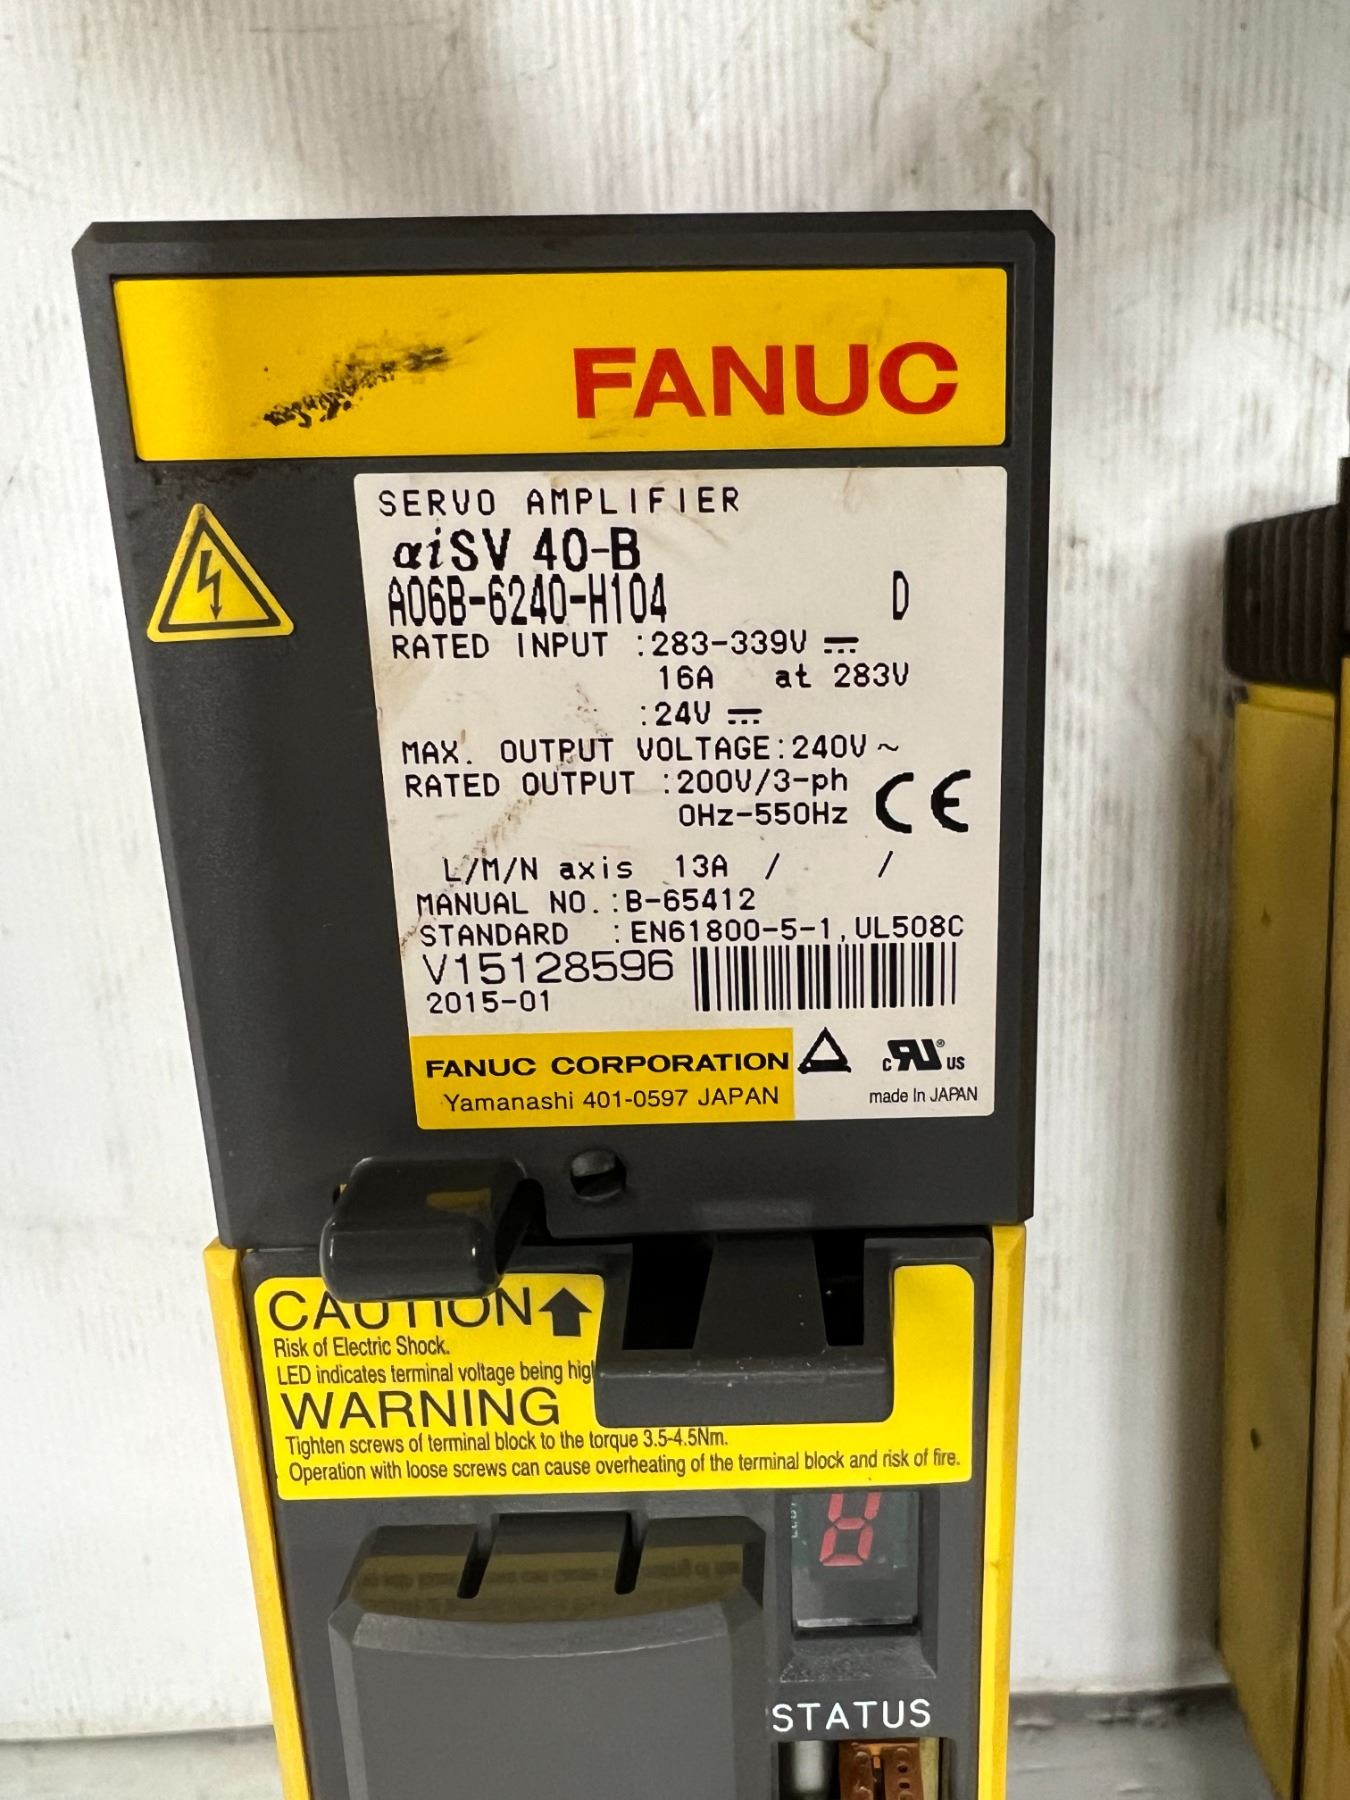 FANUC
SERVO AMPLIFIER
αiSV 40-B
A06B-6240-H104 D
RATED INPUT :283-339V
16A at 283V
:24V
MAX. OUTPUT VOLTAGE:240V~
RATED OUTPUT :200V/3-ph
0Hz-550Hz CE
L/M/N axis 13A / /
MANUAL NO.:B-65412
STANDARD :EN61800-5-1,UL508C
V15128596
2015-01
FANUC CORPORATION
Yamanashi 401-0597 JAPAN
c RU ® US
made In JAPAN
CAUTION
Risk of Electric Shock.
LED indicates terminal voltage being
WARNING
Tighten screws of terminal block to the torque 3.5-4.5Nm.
Operation with loose screws can cause overheating of the terminal block and risk of fire.
STATUS